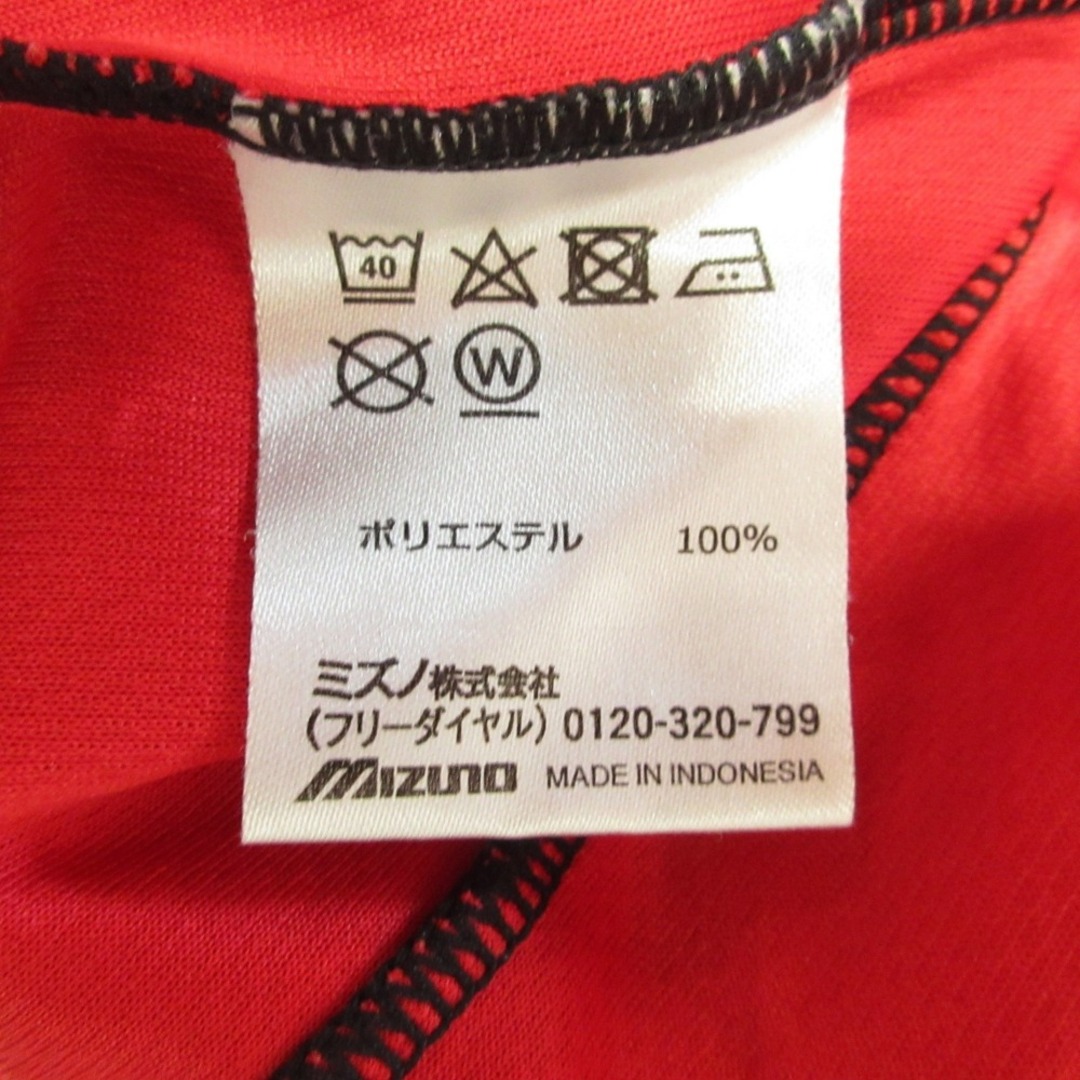 40
W
ポリエステル 100%
ミズノ株式会社
(フリーダイヤル) 0120-320-799
MIZUNO MADE IN INDONESIA